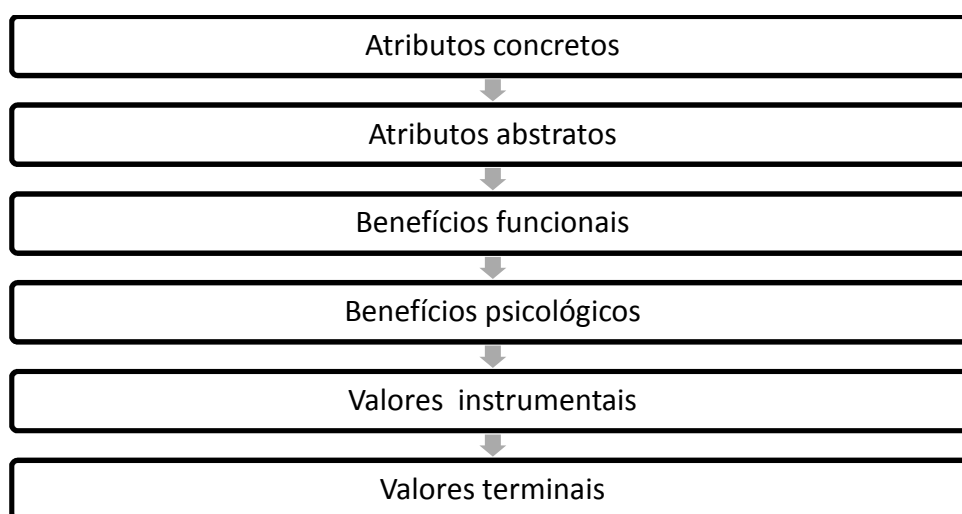 Atributos concretos
Atributos abstratos
Benefícios funcionais
Benefícios psicológicos
Valores instrumentais
Valores terminais